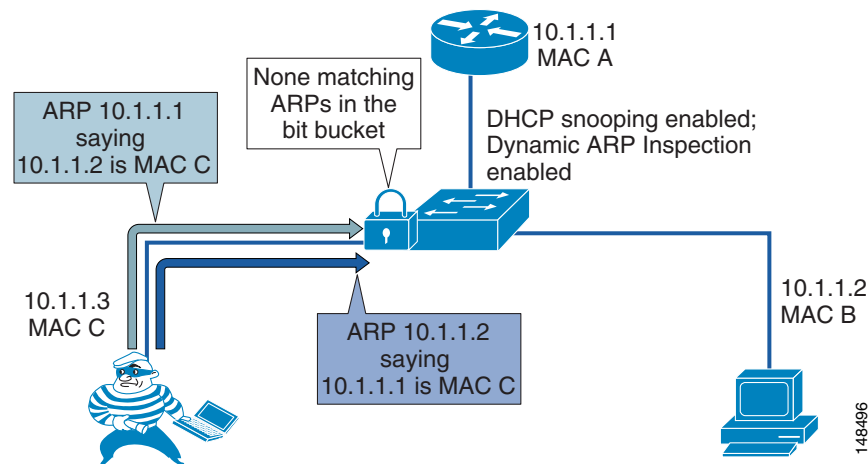 10.1.1.1
MAC A
None matching
ARPs in the
bit bucket
ARP 10.1.1.1
saying
10.1.1.2 is MAC C
DHCP snooping enabled;
Dynamic ARP Inspection
enabled
10.1.1.3
MAC C
ARP 10.1.1.2
saying
10.1.1.1 is MAC C
10.1.1.2
MAC B
148496